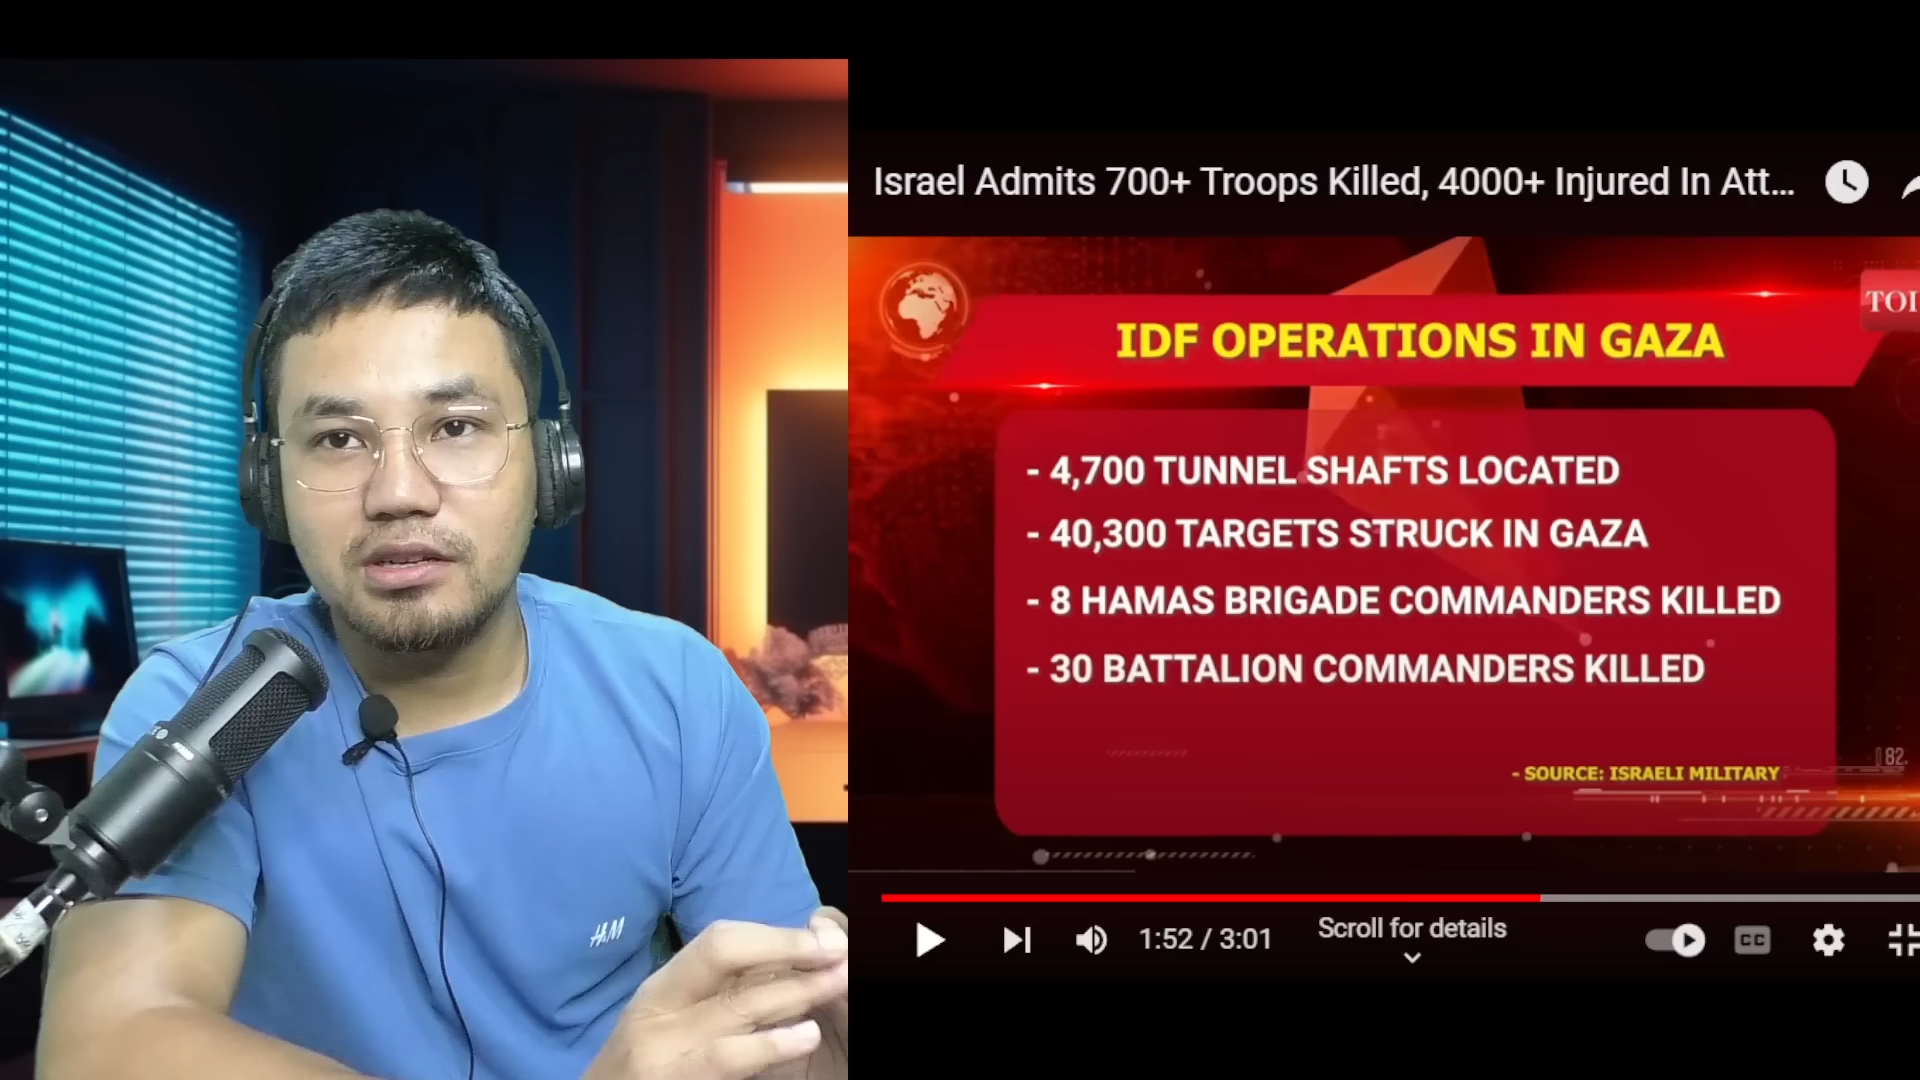 Israel Admits 700+ Troops Killed, 4000+ Injured In Att...
TOI
IDF OPERATIONS IN GAZA
- 4,700 TUNNEL SHAFTS LOCATED
- 40,300 TARGETS STRUCK IN GAZA
- 8 HAMAS BRIGADE COMMANDERS KILLED
- 30 BATTALION COMMANDERS KILLED
82.
- SOURCE: ISRAELI MILITARY
H&M
1:52 / 3:01
Scroll for details
CC